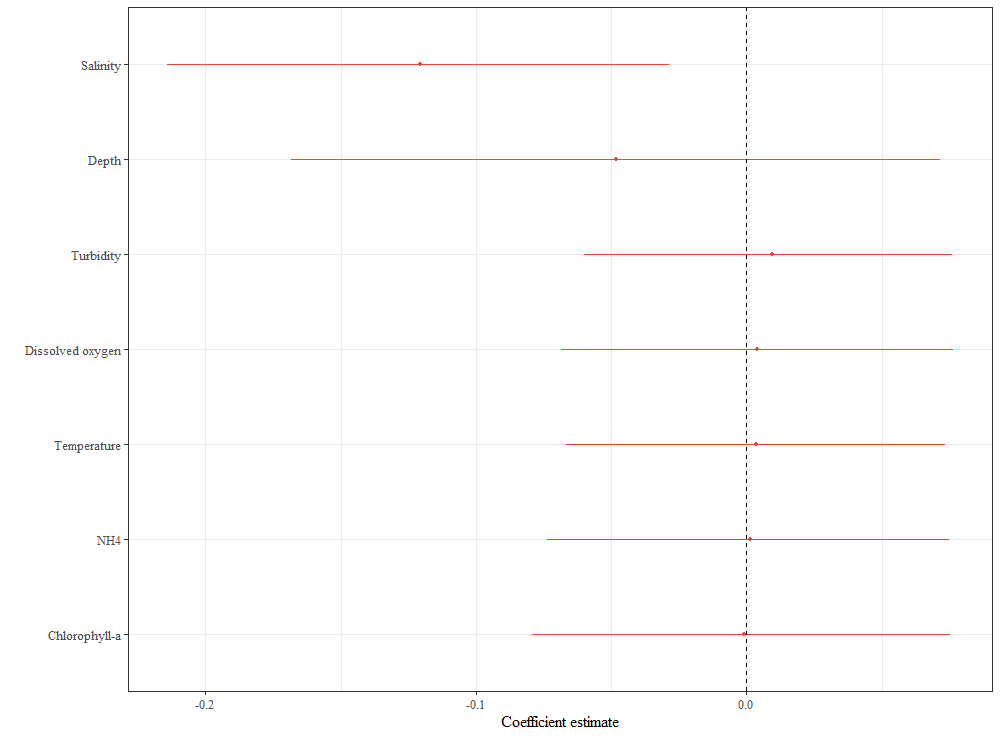 Salinity
Depth
Turbidity
Dissolved oxygen
Temperature
NH4
Chlorophyll-a
-0.2 -0.1 0.0
Coefficient estimate